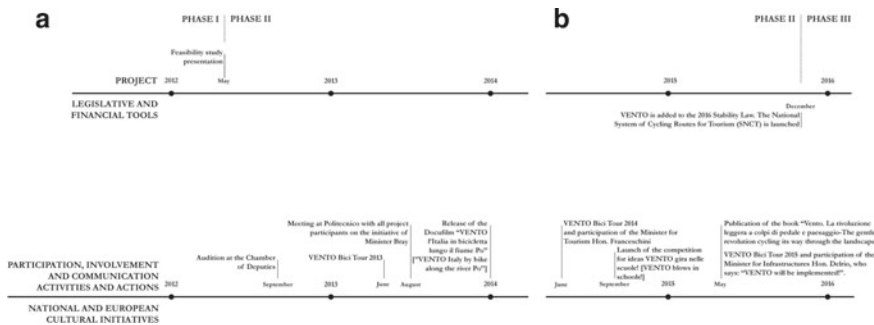 a
PHASE I PHASE II
Feasibility study
presentation
PROJECT
2012 May 2013 2014
LEGISLATIVE AND
FINANCIAL TOOLS
Meeting at Politecnico with all project
participants on the initiative of
Minister Bray
Release of the
Docufilm "VENTO
l'Italia in bicicletta
lungo il fiume Po"
["VENTO Italy by bike
along the river Po"]
Audition at the Chamber
of Deputies
VENTO Bici Tour 2013
PARTICIPATION, INVOLVEMENT
AND COMMUNICATION
ACTIVITIES AND ACTIONS
2012 September 2013 June August 2014
NATIONAL AND EUROPEAN
CULTURAL INITIATIVES
b
PHASE II PHASE III
2015 2016
December
VENTO is added to the 2016 Stability Law. The National
System of Cycling Routes for Tourism (SNCT) is launched
VENTO Bici Tour 2014
and participation of the Minister for
Tourism Hon. Franceschini
Launch of the competition
for ideas VENTO gira nelle
scuole! [VENTO blows in
schools!]
Publication of the book "Vento. La rivoluzione
leggera a colpi di pedale e paesaggio-The gentle
revolution cycling its way through the landscape
VENTO Bici Tour 2015 and participation of the
Minister for Infrastructures Hon. Delrio, who
says: "VENTO will be implemented!".
June September 2015 May 2016